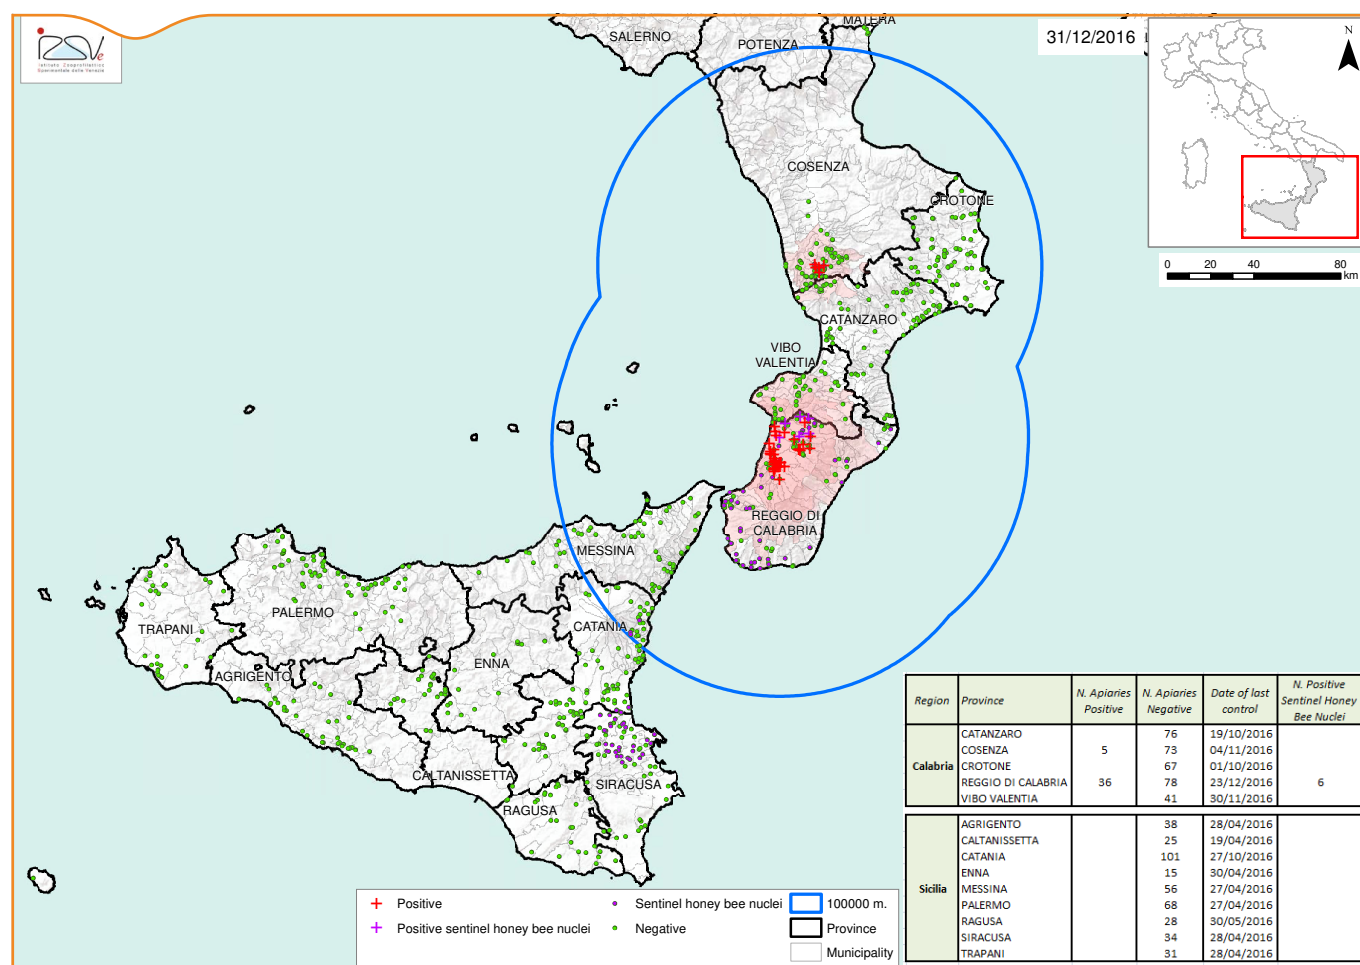 IZSVe
Istituto Zooprofilattico
Sperimentale delle Venezie
31/12/2016
N
0 20 40 80
km
SALERNO
POTENZA
MATERA
COSENZA
CROTONE
CATANZARO
VIBO
VALENTIA
REGGIO DI
CALABRIA
MESSINA
PALERMO
TRAPANI
CATANIA
ENNA
AGRIGENTO
CALTANISSETTA
SIRACUSA
RAGUSA
Region Province N. Apiaries Positive N. Apiaries Negative Date of last control N. Positive Sentinel Honey Bee Nuclei
Calabria
CATANZARO 76 19/10/2016
COSENZA 5 73 04/11/2016
CROTONE 67 01/10/2016
REGGIO DI CALABRIA 36 78 23/12/2016 6
VIBO VALENTIA 41 30/11/2016
Sicilia
AGRIGENTO 38 28/04/2016
CALTANISSETTA 25 19/04/2016
CATANIA 101 27/10/2016
ENNA 15 30/04/2016
MESSINA 56 27/04/2016
PALERMO 68 27/04/2016
RAGUSA 28 30/05/2016
SIRACUSA 34 28/04/2016
TRAPANI 31 28/04/2016
Positive
Positive sentinel honey bee nuclei
Sentinel honey bee nuclei
Negative
100000 m.
Province
Municipality